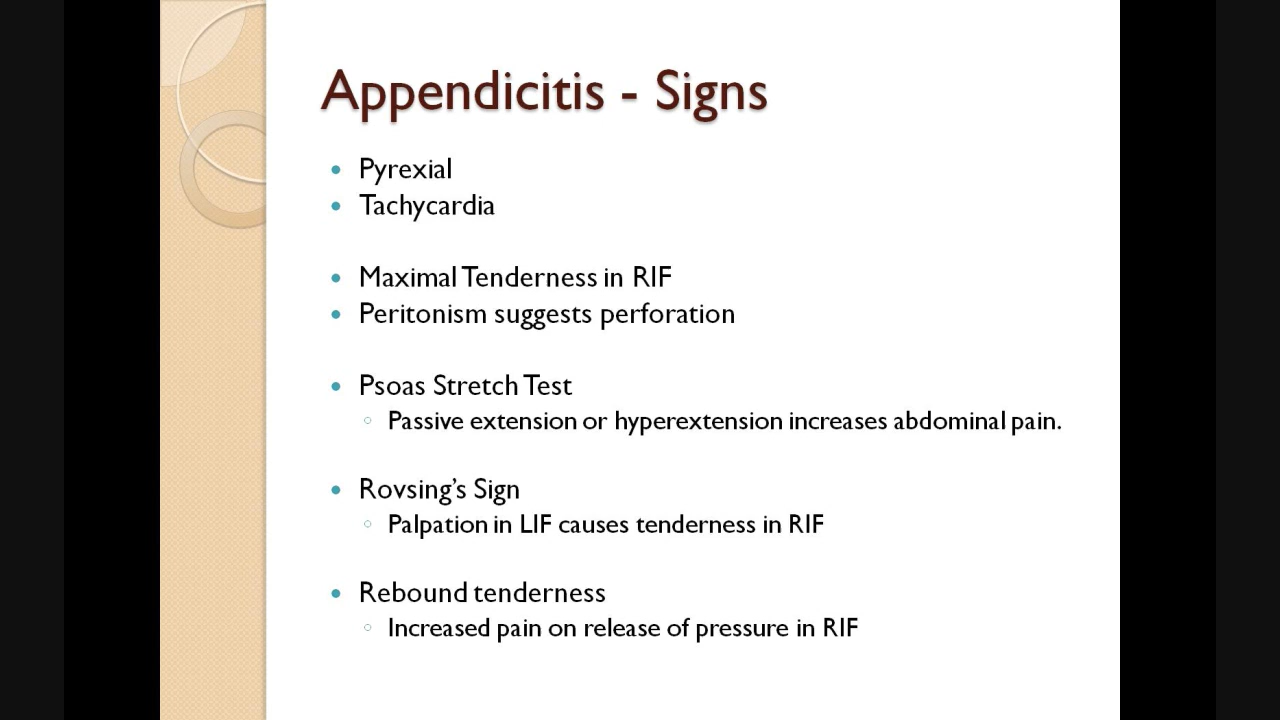 Appendicitis - Signs
Pyrexial
Tachycardia
Maximal Tenderness in RIF
Peritonism suggests perforation
Psoas Stretch Test
Passive extension or hyperextension increases abdominal pain.
Rovsing's Sign
Palpation in LIF causes tenderness in RIF
Rebound tenderness
Increased pain on release of pressure in RIF